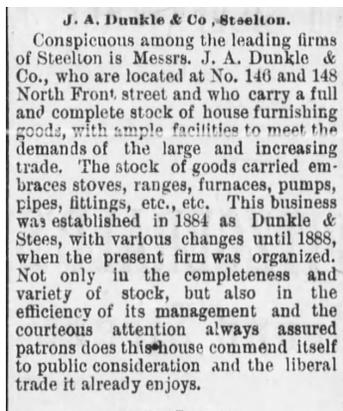 J. A. Dunkle & Co, Steelton.
Conspicuous among the leading firms
of Steelton is Messrs. J. A. Dunkle &
Co., who are located at No. 146 and 148
North Front street and who carry a full
and complete stock of house furnishing
goods, with ample facilities to meet the
demands of the large and increasing
trade. The stock of goods carried em-
braces stoves, ranges, furnaces, pumps,
pipes, fittings, etc., etc. This business
was established in 1884 as Dunkle &
Stees, with various changes until 1888,
when the present firm was organized.
Not only in the completeness and
variety of stock, but also in the
efficiency of its management and the
courteous attention always assured
patrons does this house commend itself
to public consideration and the liberal
trade it already enjoys.